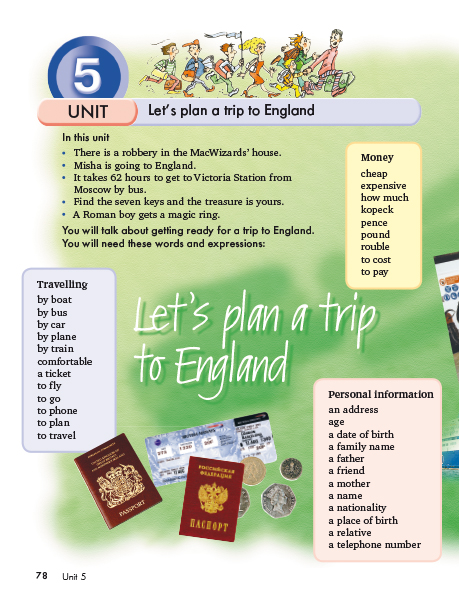 5
UNIT
Let's plan a trip to England
In this unit
• There is a robbery in the MacWizards' house.
• Misha is going to England.
• It takes 62 hours to get to Victoria Station from
Moscow by bus.
• Find the seven keys and the treasure is yours.
• A Roman boy gets a magic ring.
You will talk about getting ready for a trip to England.
You will need these words and expressions:
Money
cheap
expensive
how much
kopeck
pence
pound
rouble
to cost
to pay
Travelling
by boat
by bus
by car
by plane
by train
comfortable
a ticket
to fly
to go
to phone
to plan
to travel
Let's plan a trip
to England
Personal information
an address
age
a date of birth
a family name
a father
a friend
a mother
a name
a nationality
a place of birth
a relative
a telephone number
PASSPORT
РОССИЙСКАЯ
ФЕДЕРАЦИЯ
ПАСПОРТ
78 Unit 5